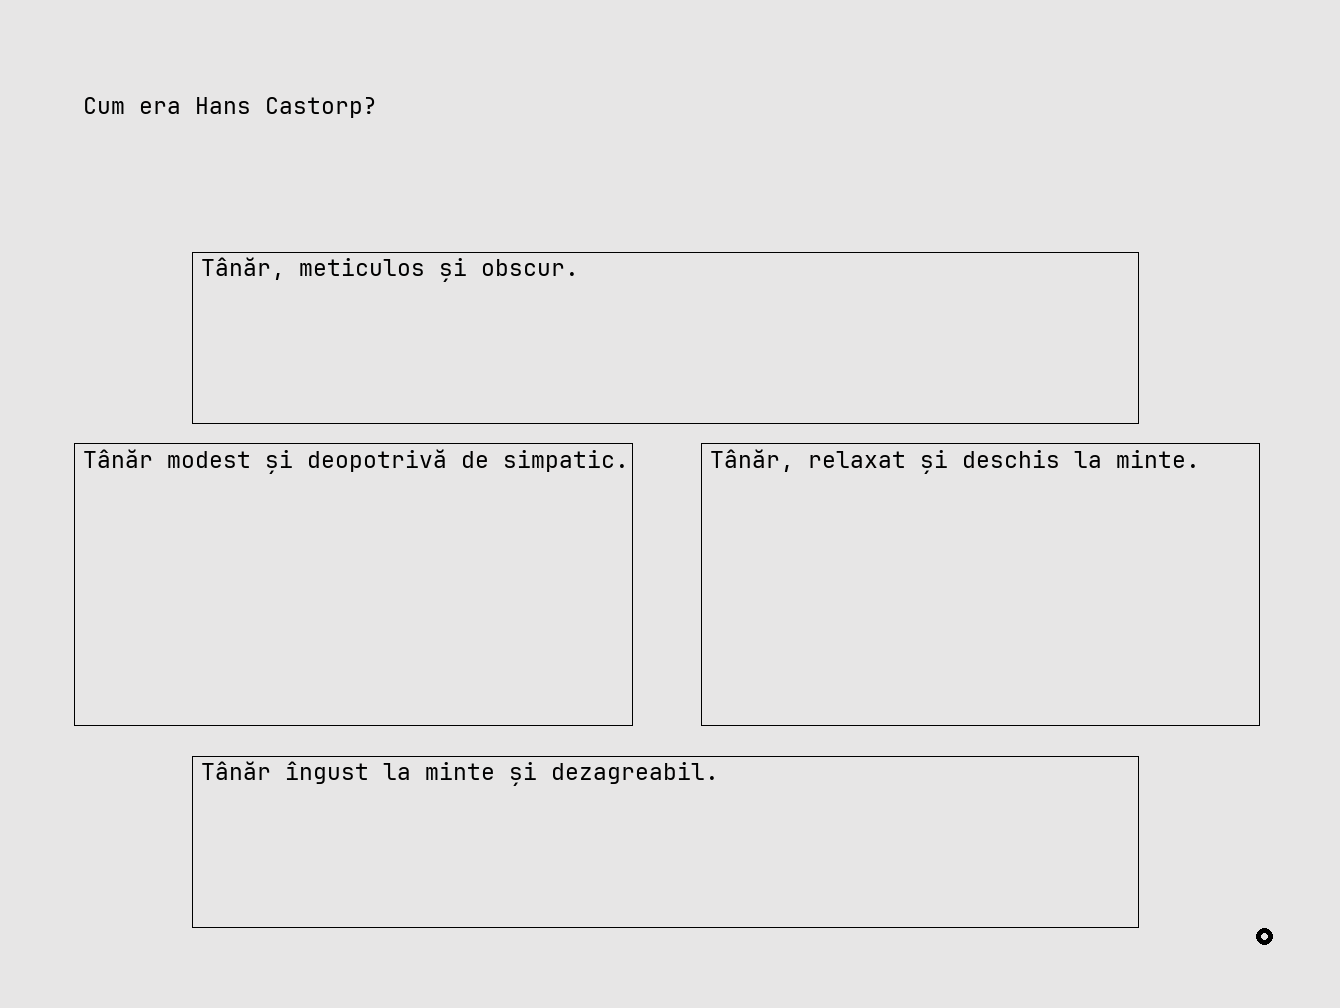 Cum era Hans Castorp?
Tânăr, meticulos și obscur.
Tânăr modest și deopotrivă de simpatic.
Tânăr, relaxat și deschis la minte.
Tânăr îngust la minte și dezagreabil.